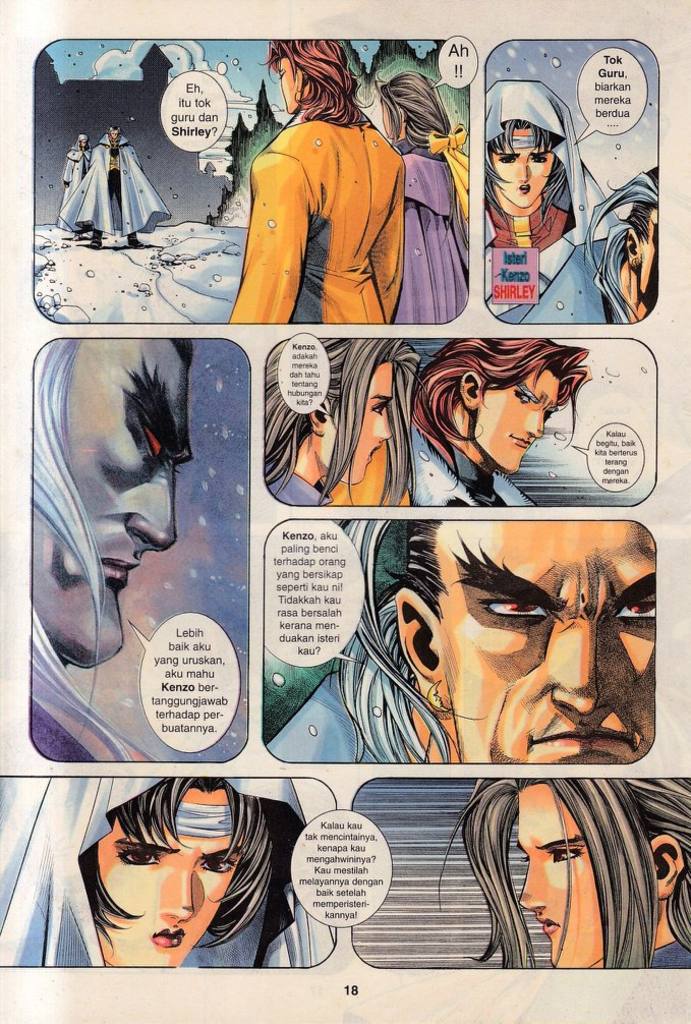 Eh,
itu tok
guru dan
Shirley?
Ah
!!
Tok
Guru,
biarkan
mereka
berdua
....
Isteri
Kenzo
SHIRLEY
Kenzo,
adakah
mereka
dah tahu
tentang
hubungan
kita?
Kalau
begitu, baik
kita berterus
terang
dengan
mereka.
Lebih
baik aku
yang uruskan,
aku mahu
Kenzo ber-
tanggungjawab
terhadap per-
buatannya.
Kenzo, aku
paling benci
terhadap orang
yang bersikap
seperti kau ni!
Tidakkah kau
rasa bersalah
kerana men-
duakan isteri
kau?
Kalau kau
tak mencintainya,
kenapa kau
mengahwininya?
Kau mestilah
melayannya dengan
baik setelah
memperisteri-
kannya!
18